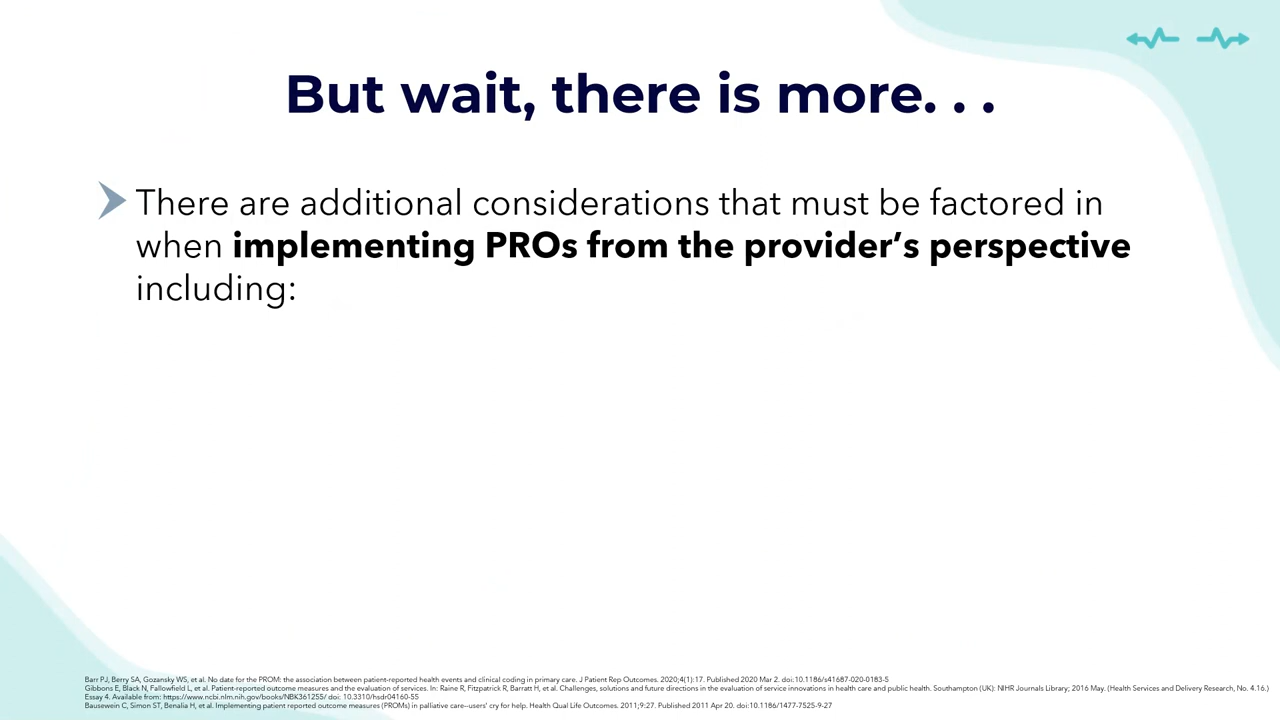 But wait, there is more. . .
There are additional considerations that must be factored in
when implementing PROs from the provider’s perspective
including:
Barr PJ, Berry SA, Gozansky WS, et al. No date for the PROM: the association between patient-reported health events and clinical coding in primary care. J Patient Rep Outcomes. 2020;4(1):17. Published 2020 Mar 2. doi:10.1186/s41687-020-0183-5
Gibbons E, Black N, Fallowfield L, et al. Patient-reported outcome measures and the evaluation of services. In: Raine R, Fitzpatrick R, Barratt H, et al. Challenges, solutions and future directions in the evaluation of service innovations in health care and public health. Southampton (UK): NIHR Journals Library; 2016 May. (Health Services and Delivery Research, No. 4.16.)
Essay 4. Available from: https://www.ncbi.nlm.nih.gov/books/NBK361255/ doi: 10.3310/hsdr04160-55
Bausewein C, Simon ST, Benalia H, et al. Implementing patient reported outcome measures (PROMs) in palliative care--users' cry for help. Health Qual Life Outcomes. 2011;9:27. Published 2011 Apr 20. doi:10.1186/1477-7525-9-27